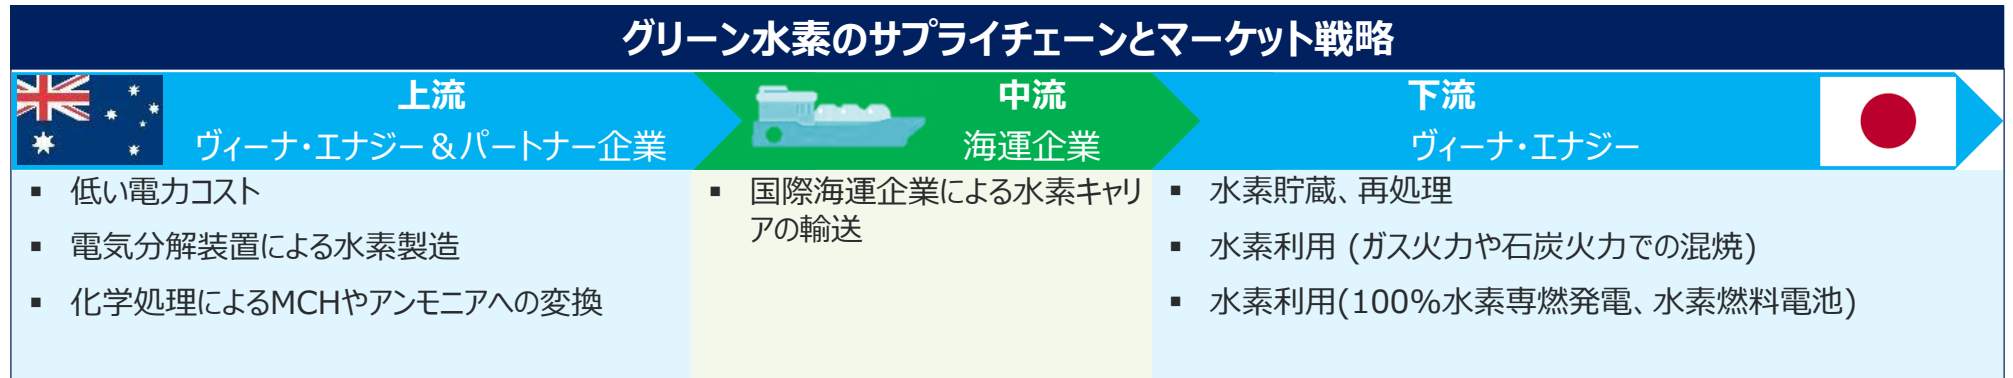 グリーン水素のサプライチェーンとマーケット戦略
上流
ヴィーナ・エナジー＆パートナー企業
▪ 低い電力コスト
▪ 電気分解装置による水素製造
▪ 化学処理によるMCHやアンモニアへの変換
中流
海運企業
▪ 国際海運企業による水素キャリ
アの輸送
下流
ヴィーナ・エナジー
▪ 水素貯蔵、再処理
▪ 水素利用 (ガス火力や石炭火力での混焼)
▪ 水素利用(100%水素専燃発電、水素燃料電池)